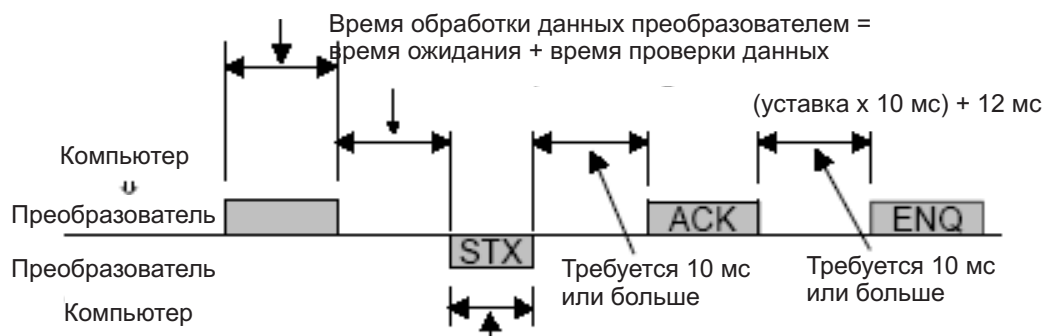 Время обработки данных преобразователем =
время ожидания + время проверки данных
(уставка x 10 мс) + 12 мс
Компьютер
Преобразователь
ACK
ENQ
STX
Преобразователь
Требуется 10 мс
или больше
Требуется 10 мс
или больше
Компьютер